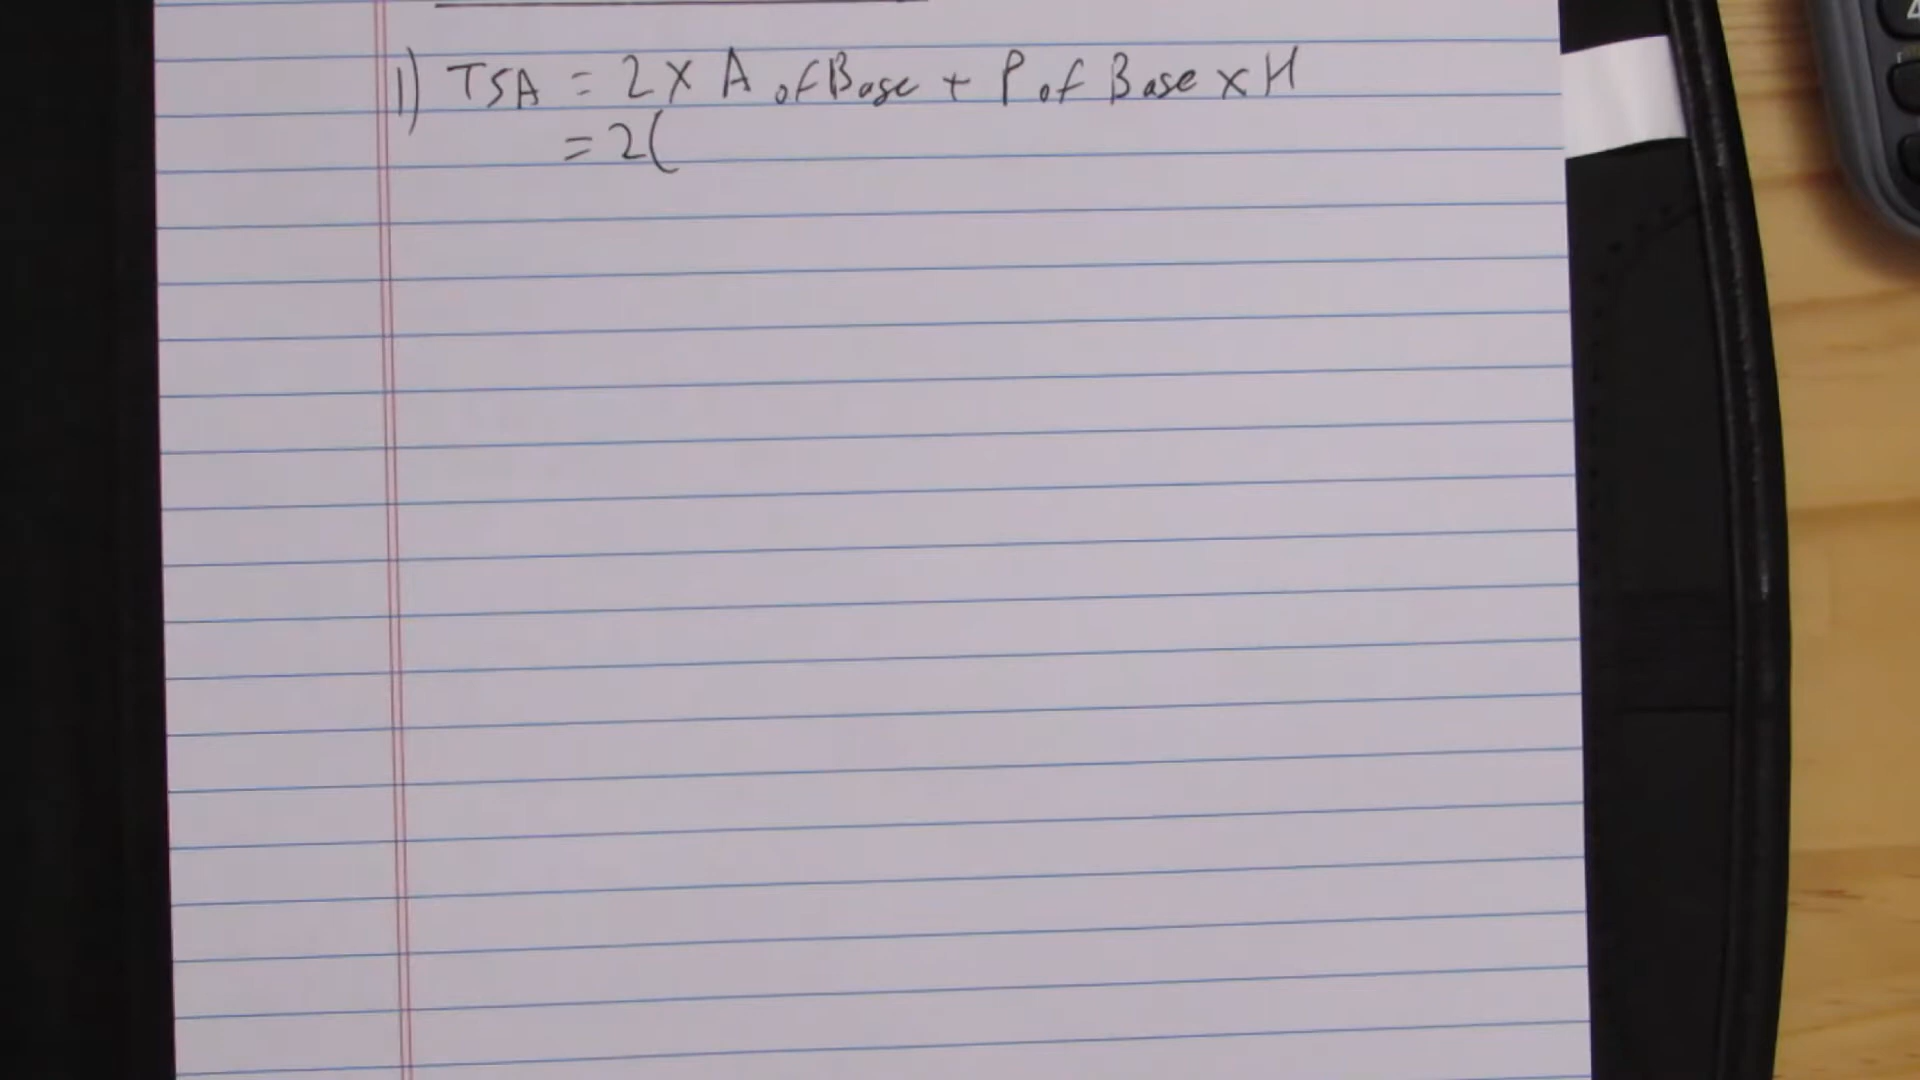 1) TSA = 2 x A of Base + P of Base x H
= 2(